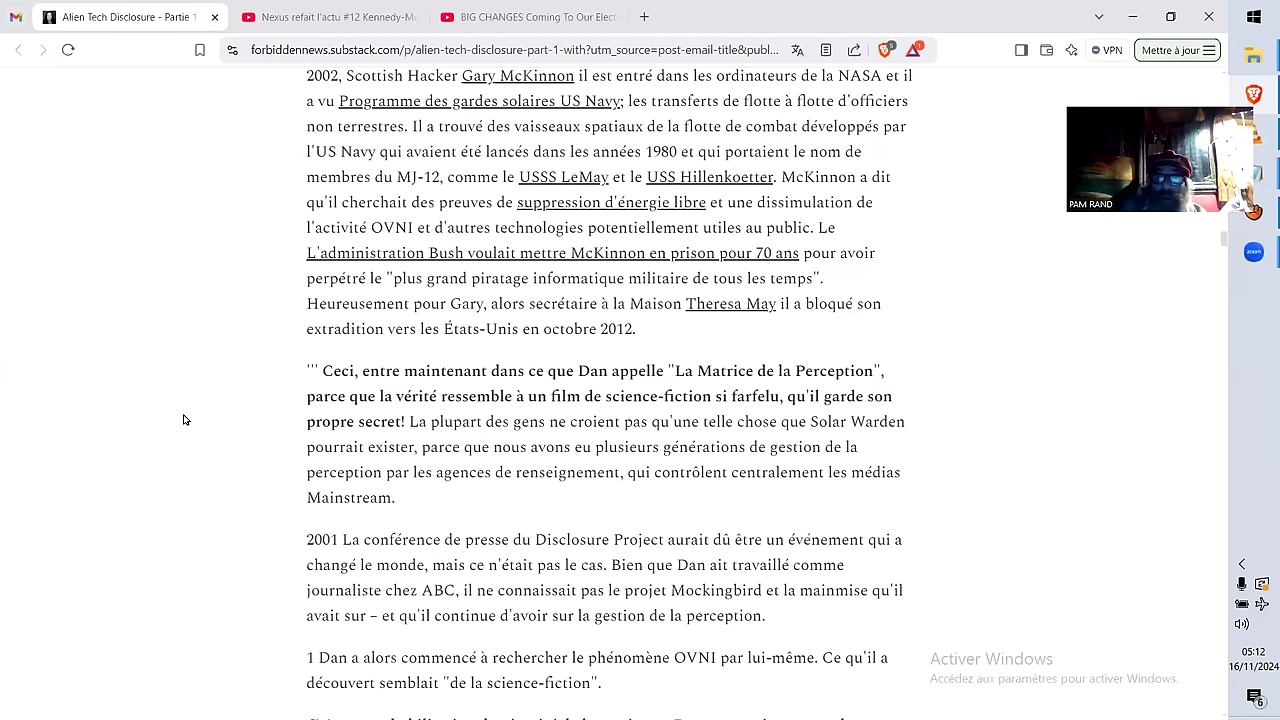 Alien Tech Disclosure - Partie 1
Nexus refait l'actu #12 Kennedy-Mu
BIG CHANGES Coming To Our Elect
forbiddennews.substack.com/p/alien-tech-disclosure-part-1-with?utm_source=post-email-title&publ...
5
1
VPN
Mettre à jour
2002, Scottish Hacker Gary McKinnon il est entré dans les ordinateurs de la NASA et il
a vu Programme des gardes solaires US Navy; les transferts de flotte à flotte d'officiers
non terrestres. Il a trouvé des vaisseaux spatiaux de la flotte de combat développés par
l'US Navy qui avaient été lancés dans les années 1980 et qui portaient le nom de
membres du MJ-12, comme le USSS LeMay et le USS Hillenkoetter. McKinnon a dit
qu'il cherchait des preuves de suppression d'énergie libre et une dissimulation de
l'activité OVNI et d'autres technologies potentiellement utiles au public. Le
L'administration Bush voulait mettre McKinnon en prison pour 70 ans pour avoir
perpétré le "plus grand piratage informatique militaire de tous les temps".
Heureusement pour Gary, alors secrétaire à la Maison Theresa May il a bloqué son
extradition vers les États-Unis en octobre 2012.
''' Ceci, entre maintenant dans ce que Dan appelle "La Matrice de la Perception",
parce que la vérité ressemble à un film de science-fiction si farfelu, qu'il garde son
propre secret! La plupart des gens ne croient pas qu'une telle chose que Solar Warden
pourrait exister, parce que nous avons eu plusieurs générations de gestion de la
perception par les agences de renseignement, qui contrôlent centralement les médias
Mainstream.
2001 La conférence de presse du Disclosure Project aurait dû être un événement qui a
changé le monde, mais ce n'était pas le cas. Bien que Dan ait travaillé comme
journaliste chez ABC, il ne connaissait pas le projet Mockingbird et la mainmise qu'il
avait sur – et qu'il continue d'avoir sur la gestion de la perception.
1 Dan a alors commencé à rechercher le phénomène OVNI par lui-même. Ce qu'il a
découvert semblait "de la science-fiction".
PAM RAND
zoom
Activer Windows
Accédez aux paramètres pour activer Windows.
05:12
16/11/2024
6